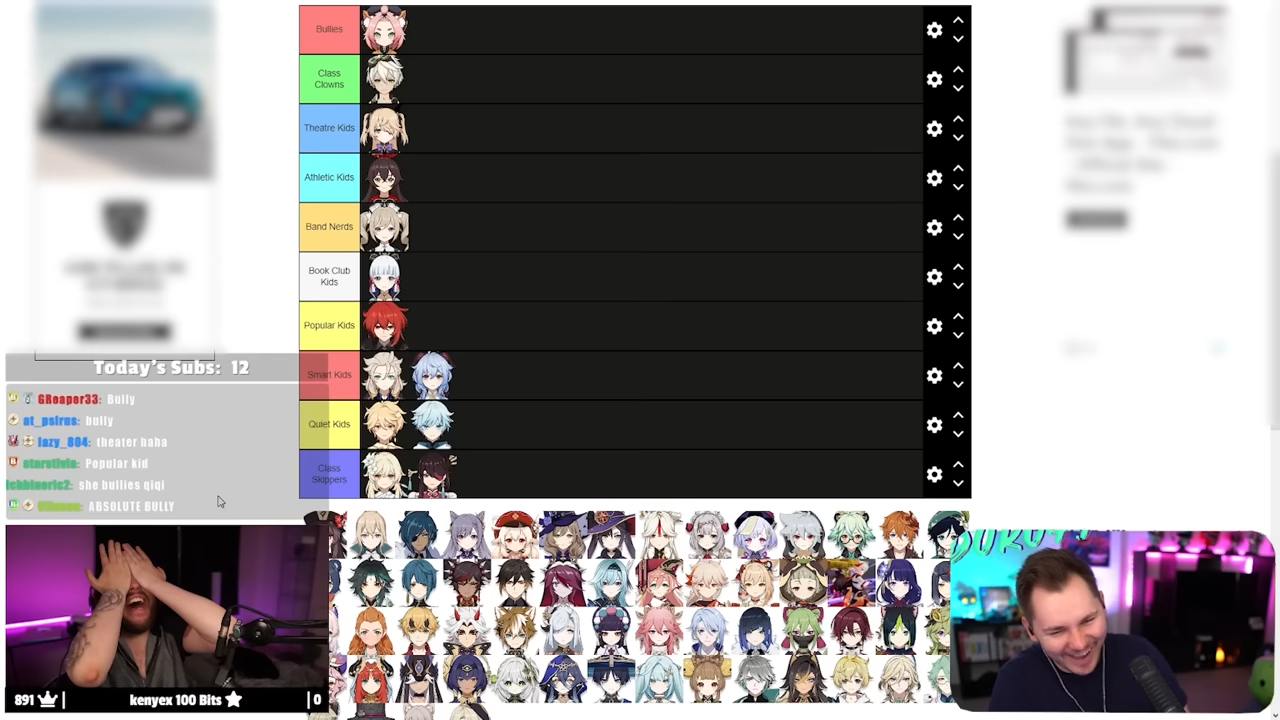 Bullies
Class
Clowns
Theatre Kids
Athletic Kids
Band Nerds
Book Club
Kids
Popular Kids
Smart Kids
Quiet Kids
Class
Skippers
Today's Subs: 12
GReaper33: Bully
at_psirus: bully
lazy_804: theater haha
Popular kid
she bullies qiqi
ABSOLUTE BULLY
891
kenyex 100 Bits
0